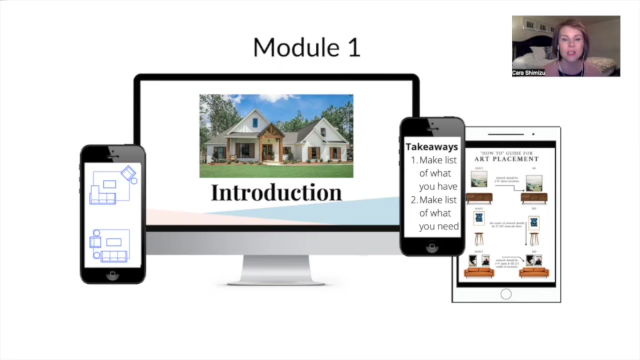 Module 1
Cara Shimizu
Introduction
Takeaways
1. Make list
of what
you have
2. Make list
of what
you need
"HOW TO" GUIDE FOR
ART PLACEMENT